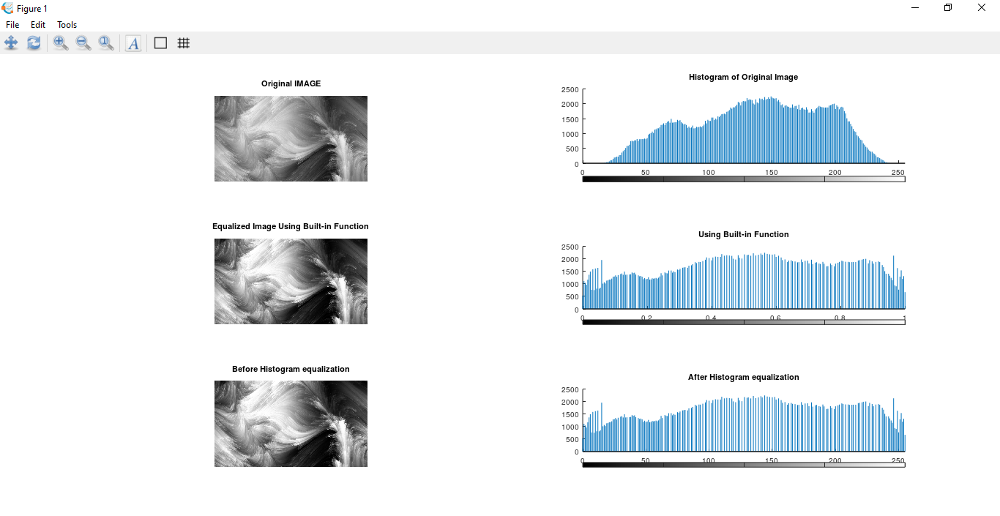 Figure 1
File Edit Tools
Original IMAGE
Histogram of Original Image
2500
2000
1500
1000
500
0
0 50 100 150 200 250
Equalized Image Using Built-in Function
Using Built-in Function
2500
2000
1500
1000
500
0
0 0.2 0.4 0.6 0.8 1
Before Histogram equalization
After Histogram equalization
2500
2000
1500
1000
500
0
0 50 100 150 200 250